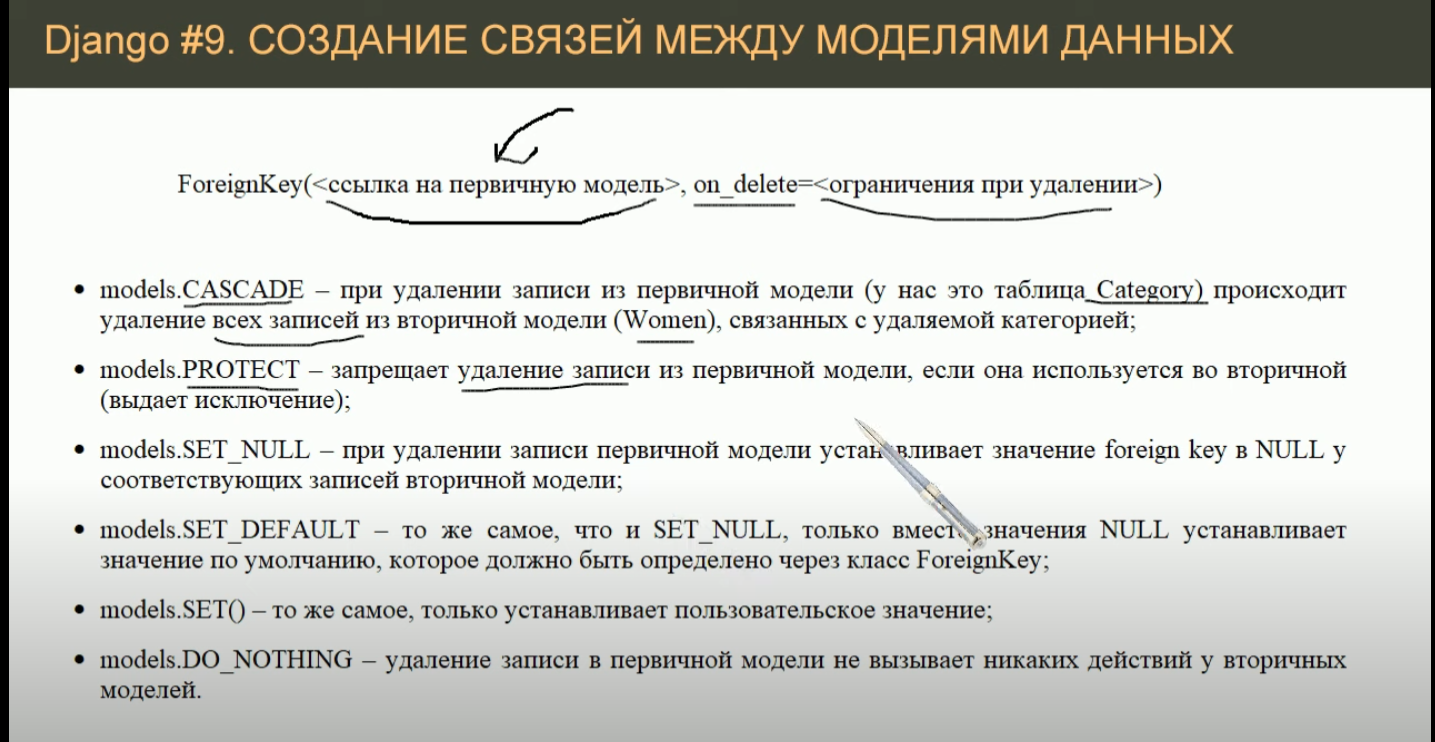 Django #9. СОЗДАНИЕ СВЯЗЕЙ МЕЖДУ МОДЕЛЯМИ ДАННЫХ
ForeignKey(<ссылка на первичную модель>, on_delete=<ограничения при удалении>)
• models.CASCADE – при удалении записи из первичной модели (у нас это таблица Category) происходит
удаление всех записей из вторичной модели (Women), связанных с удаляемой категорией;
• models.PROTECT – запрещает удаление записи из первичной модели, если она используется во вторичной
(выдает исключение);
• models.SET_NULL – при удалении записи первичной модели устанавливает значение foreign key в NULL у
соответствующих записей вторичной модели;
• models.SET_DEFAULT – то же самое, что и SET_NULL, только вместо значения NULL устанавливает
значение по умолчанию, которое должно быть определено через класс ForeignKey;
• models.SET() – то же самое, только устанавливает пользовательское значение;
• models.DO_NOTHING – удаление записи в первичной модели не вызывает никаких действий у вторичных
моделей.